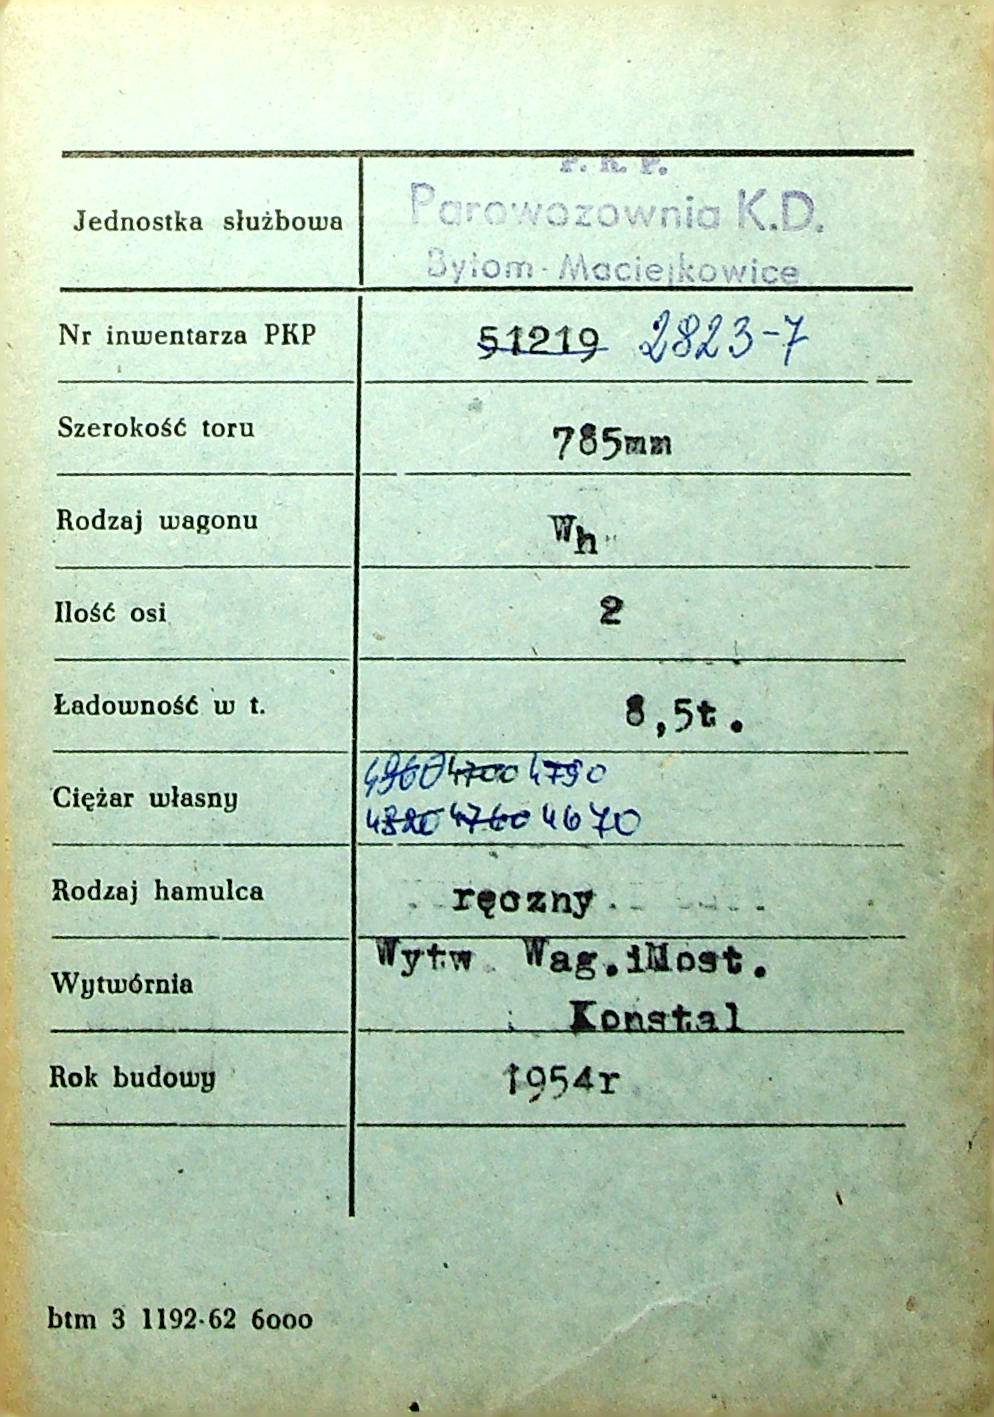 P. K. P.
Jednostka służbowa Parowozownia K.D.
Bytom - Maciejkowice
Nr inwentarza PKP 51219 2823-7
Szerokość toru 785mm
Rodzaj wagonu Wh
Ilość osi 2
Ładowność w t. 8,5t.
4960 4700 4790
Ciężar własny 4820 4760 4670
Rodzaj hamulca ręczny
Wytw Wag.iMost.
Wytwórnia Konstal
Rok budowy 1954r
btm 3 1192-62 6000